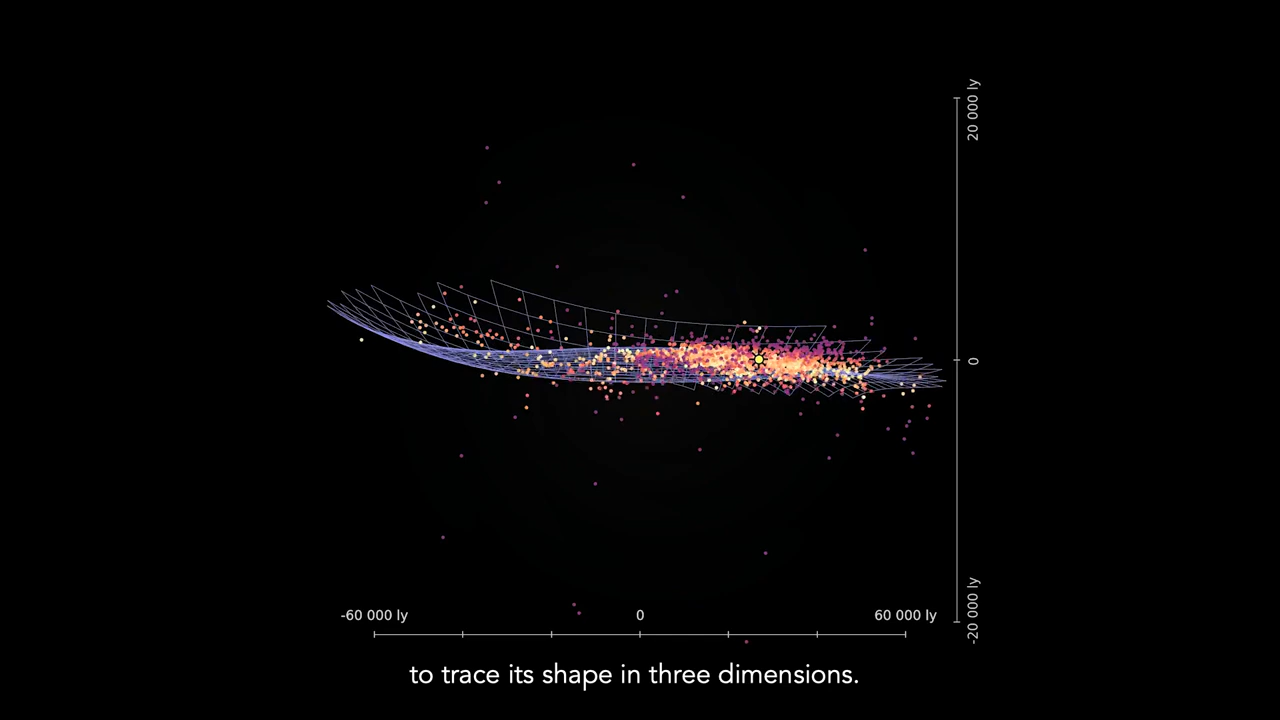 20 000 ly
0
-20 000 ly
-60 000 ly 0 60 000 ly
to trace its shape in three dimensions.